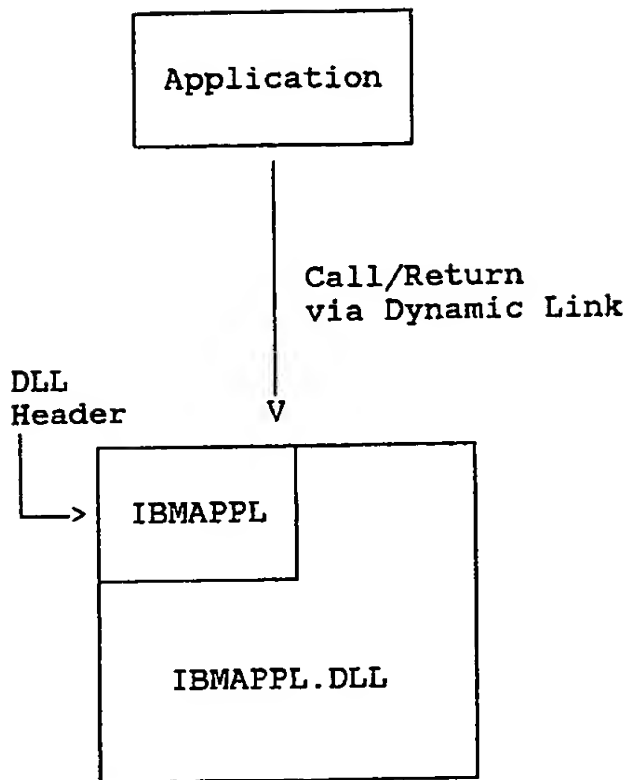 Application
Call/Return
via Dynamic Link
DLL
Header
V
IBMAPPL
IBMAPPL.DLL